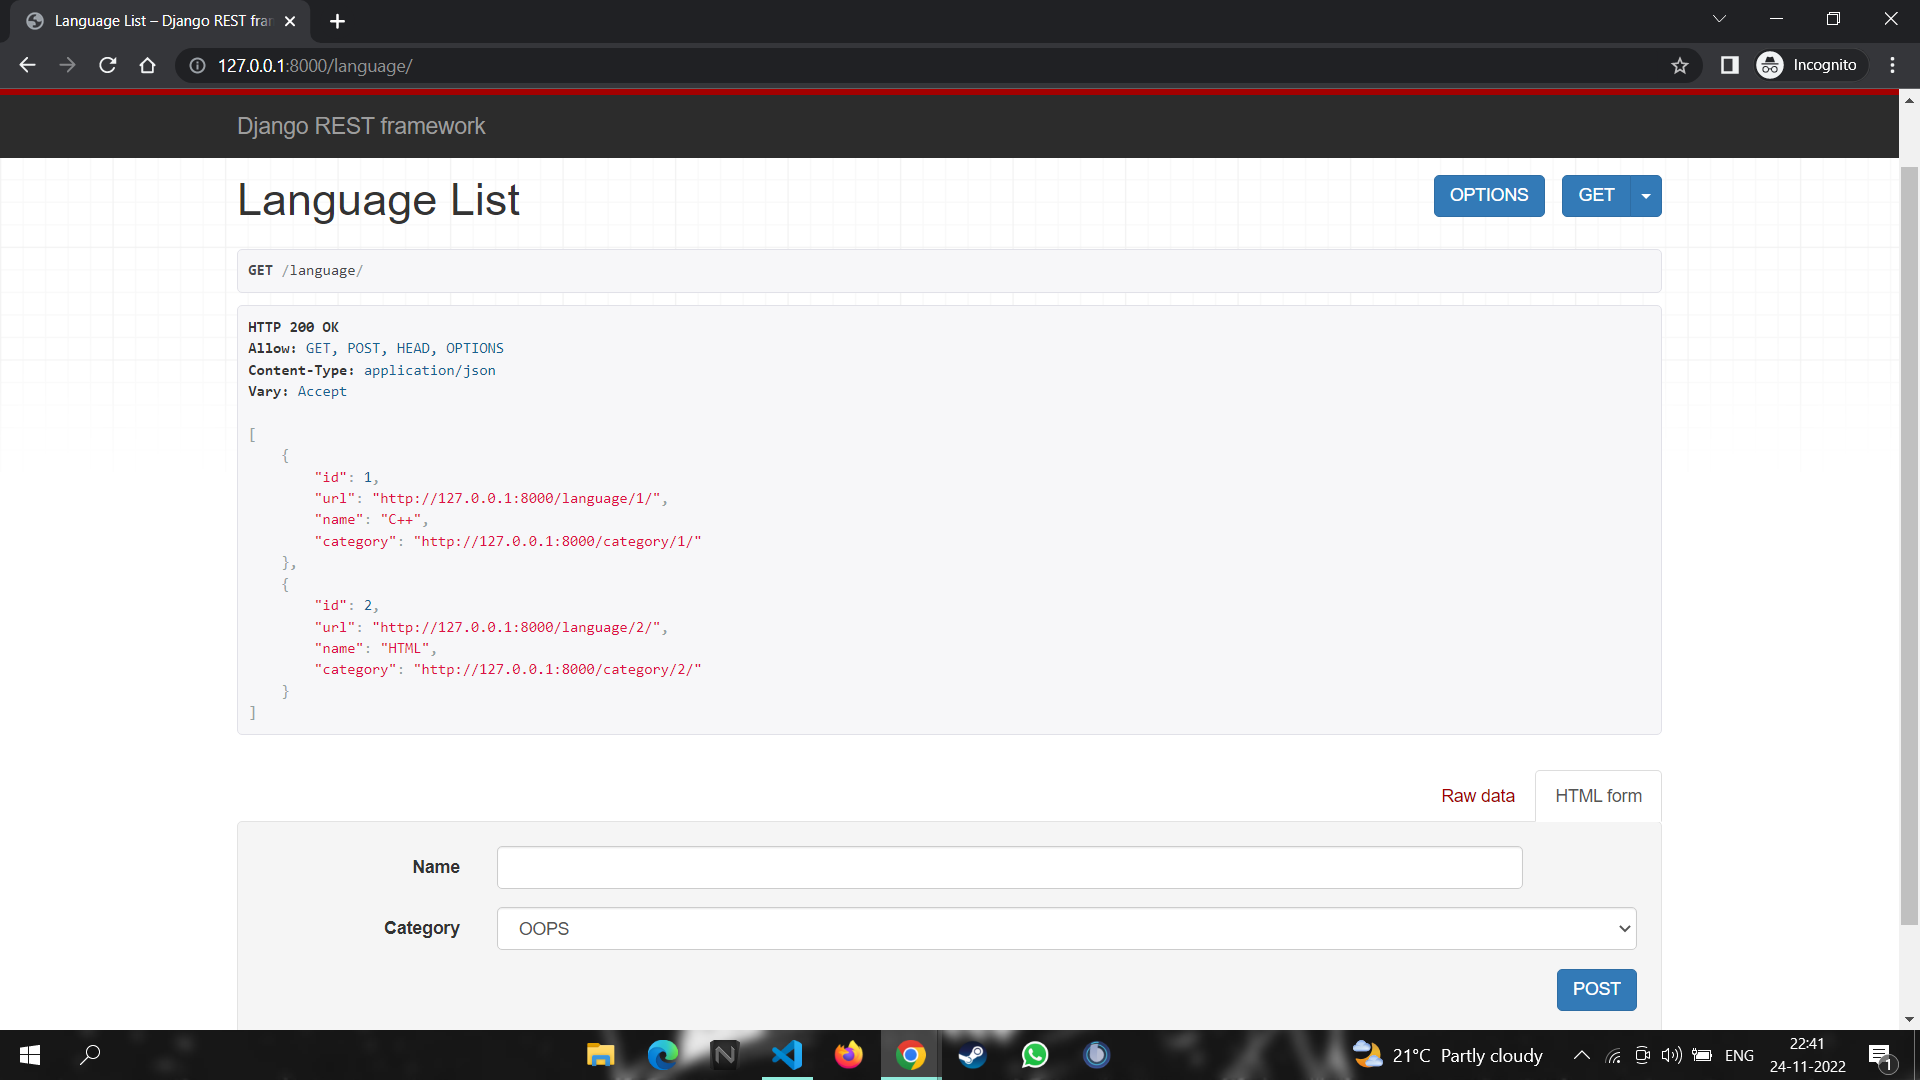 Language List – Django REST fra
127.0.0.1:8000/language/
Incognito
Django REST framework
Language List
OPTIONS
GET
GET /language/
HTTP 200 OK
Allow: GET, POST, HEAD, OPTIONS
Content-Type: application/json
Vary: Accept
[
    {
        "id": 1,
        "url": "http://127.0.0.1:8000/language/1/",
        "name": "C++",
        "category": "http://127.0.0.1:8000/category/1/"
    },
    {
        "id": 2,
        "url": "http://127.0.0.1:8000/language/2/",
        "name": "HTML",
        "category": "http://127.0.0.1:8000/category/2/"
    }
]
Raw data
HTML form
Name
Category
OOPS
POST
21°C Partly cloudy
ENG
22:41
24-11-2022
1